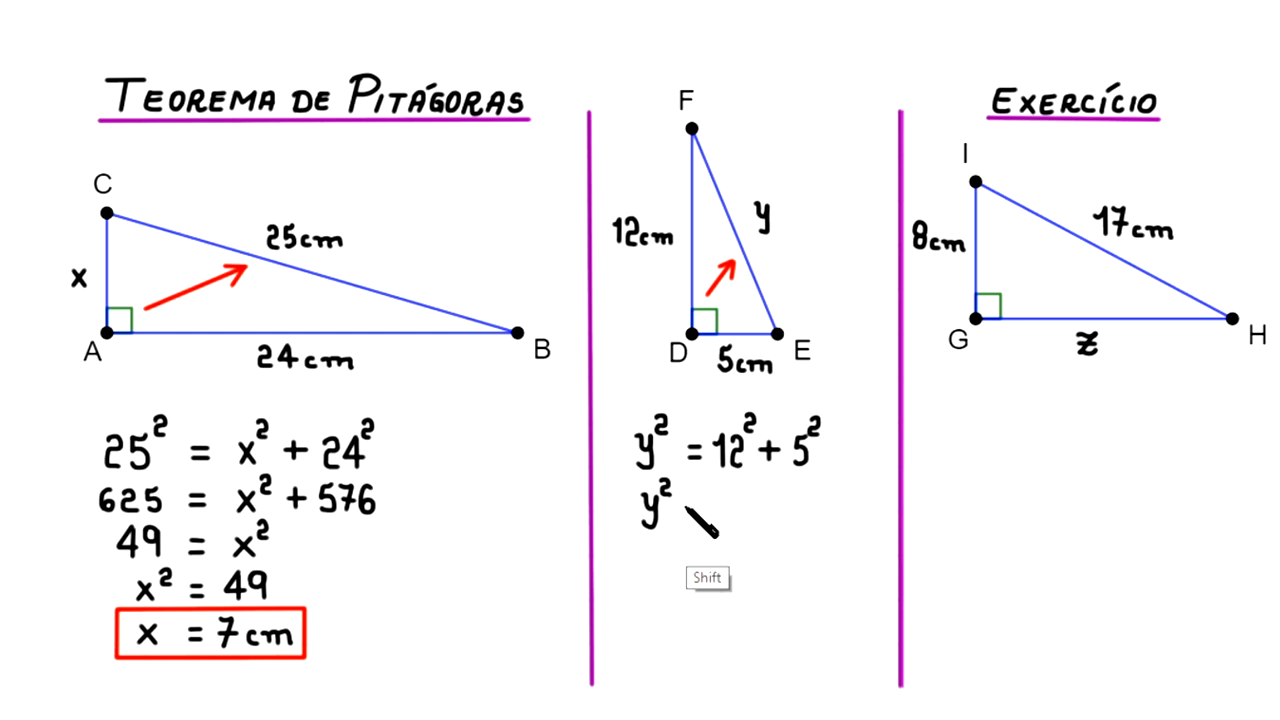 TEOREMA DE PITÁGORAS
C
25cm
x
A
24cm
B
25² = x² + 24²
625 = x² + 576
49 = x²
x² = 49
x = 7cm
F
12cm
y
D
5cm
E
y² = 12² + 5²
y²
Shift
EXERCÍCIO
I
8cm
17cm
G
z
H